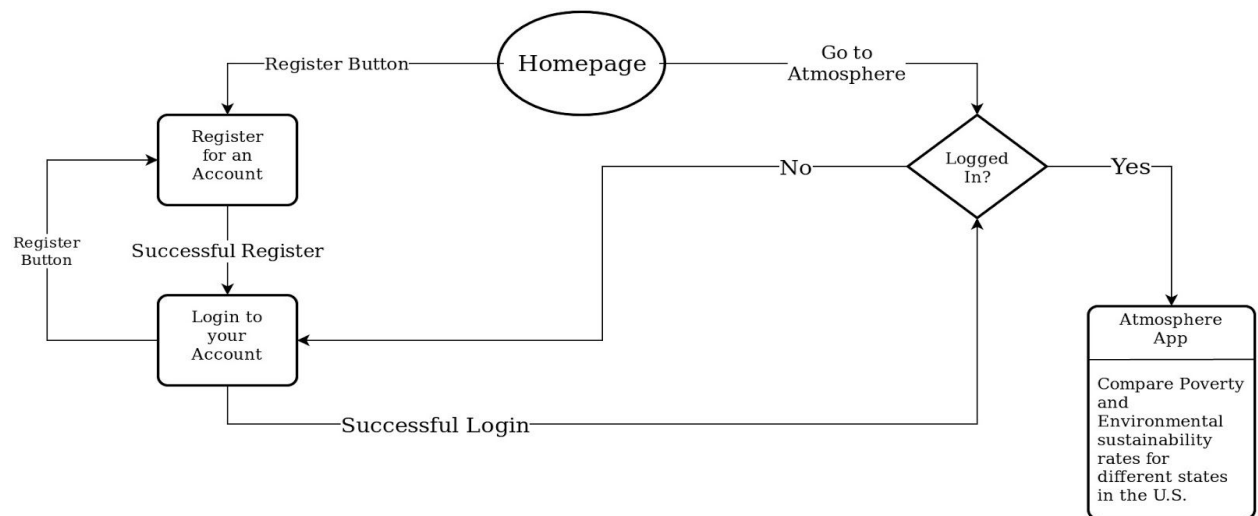 Homepage
Register Button
Go to
Atmosphere
Register
for an
Account
Logged
In?
No
Yes
Register
Button
Successful Register
Login to
your
Account
Successful Login
Atmosphere
App
Compare Poverty
and
Environmental
sustainability
rates for
different states
in the U.S.